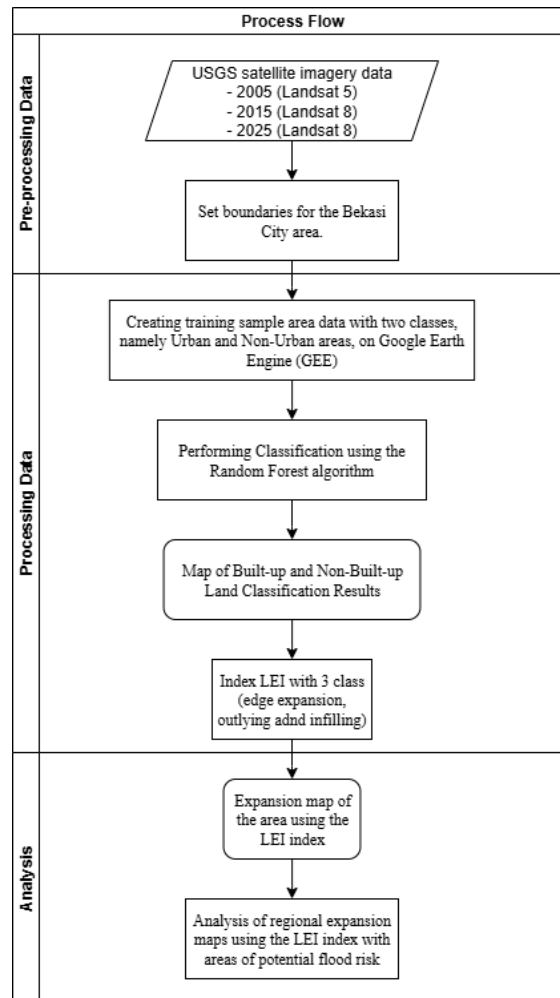 Process Flow
Pre-processing Data
USGS satellite imagery data
- 2005 (Landsat 5)
- 2015 (Landsat 8)
- 2025 (Landsat 8)
Set boundaries for the Bekasi
City area.
Processing Data
Creating training sample area data with two classes,
namely Urban and Non-Urban areas, on Google Earth
Engine (GEE)
Performing Classification using the
Random Forest algorithm
Map of Built-up and Non-Built-up
Land Classification Results
Index LEI with 3 class
(edge expansion,
outlying adnd infilling)
Analysis
Expansion map of
the area using the
LEI index
Analysis of regional expansion
maps using the LEI index with
areas of potential flood risk